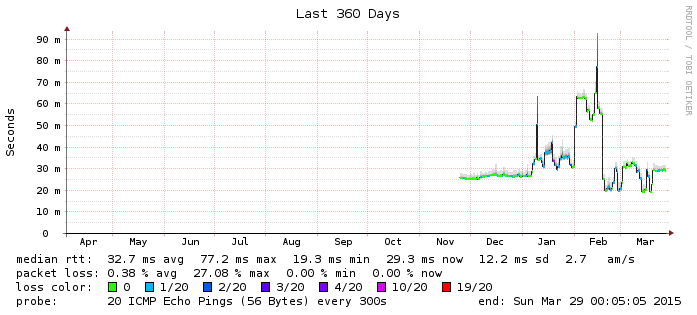 Last 360 Days
RRDTOOL / TOBI OETIKER
Seconds
90 m
80 m
70 m
60 m
50 m
40 m
30 m
20 m
10 m
0
Apr May Jun Jul Aug Sep Oct Nov Dec Jan Feb Mar
median rtt: 32.7 ms avg 77.2 ms max 19.3 ms min 29.3 ms now 12.2 ms sd 2.7 am/s
packet loss: 0.38 % avg 27.08 % max 0.00 % min 0.00 % now
loss color: 0 1/20 2/20 3/20 4/20 10/20 19/20
probe: 20 ICMP Echo Pings (56 Bytes) every 300s end: Sun Mar 29 00:05:05 2015